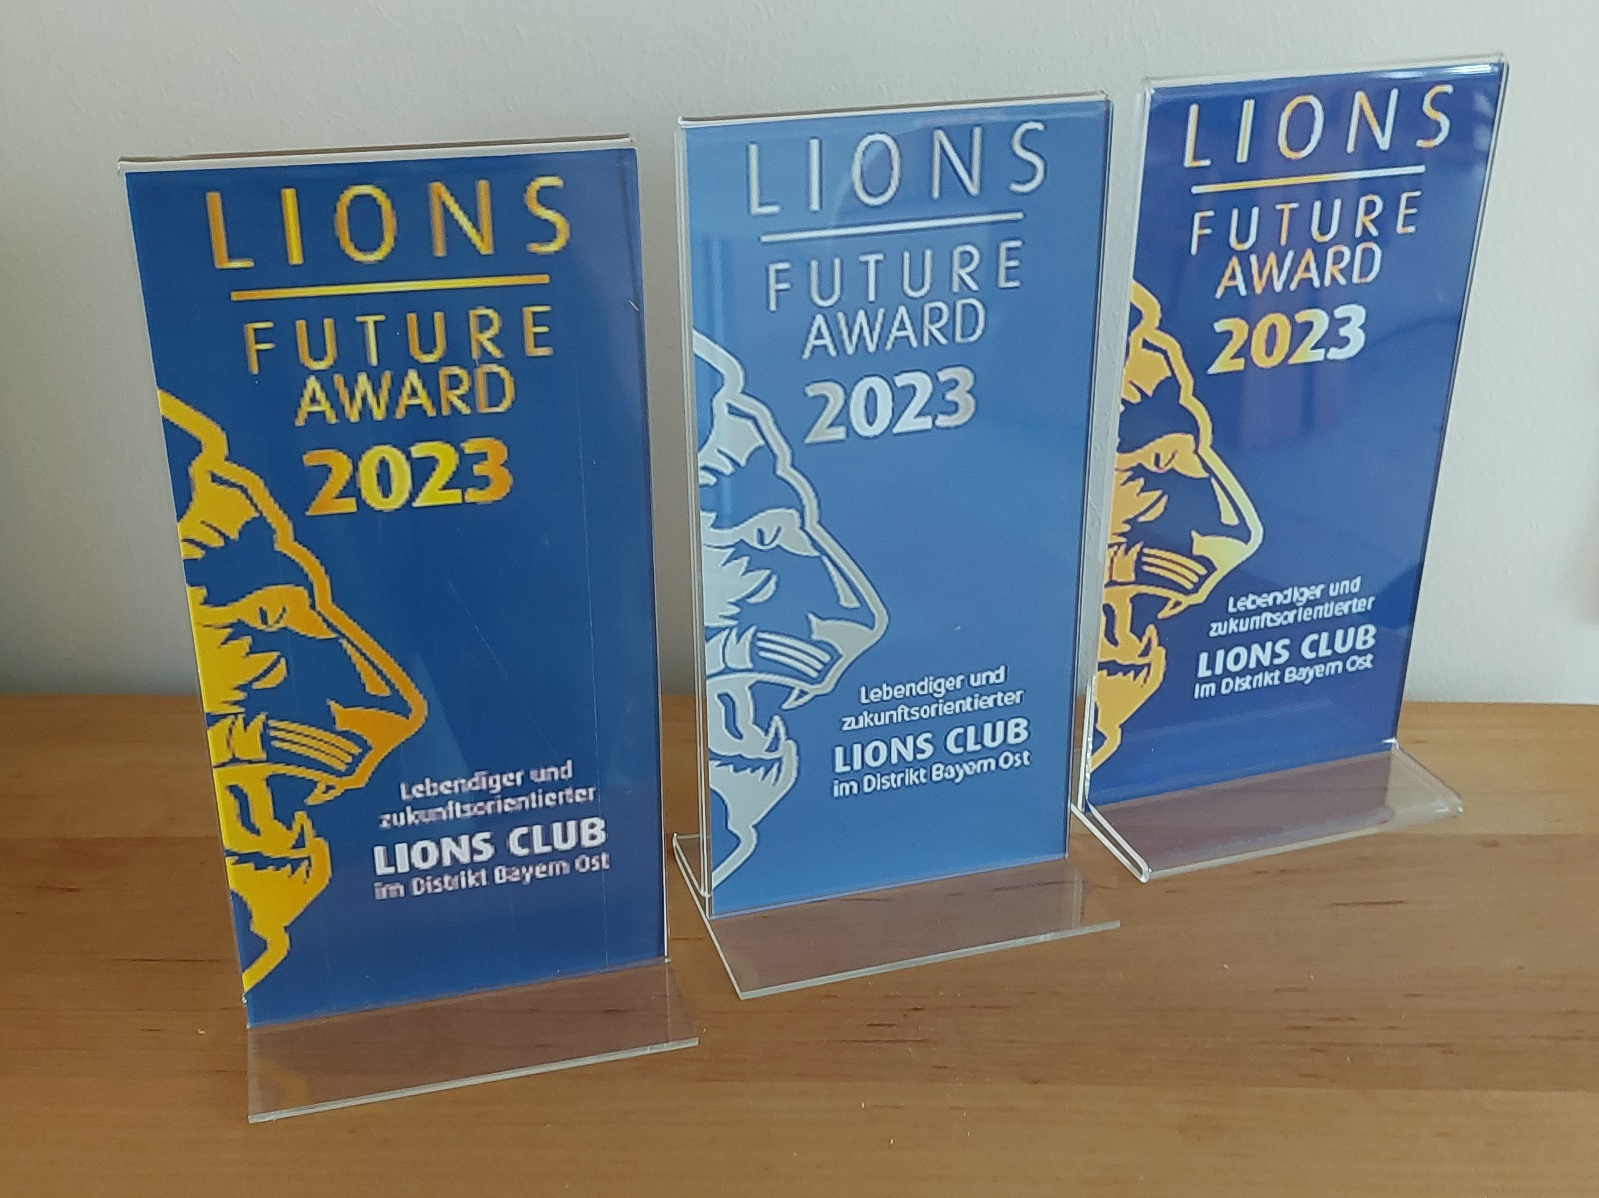 LIONS
FUTURE
AWARD
2023
Lebendiger und
zukunftsorientierter
LIONS CLUB
im Distrikt Bayern Ost
LIONS
FUTURE
AWARD
2023
Lebendiger und
zukunftsorientierter
LIONS CLUB
im Distrikt Bayern Ost
LIONS
FUTURE
AWARD
2023
Lebendiger und
zukunftsorientierter
LIONS CLUB
im Distrikt Bayern Ost